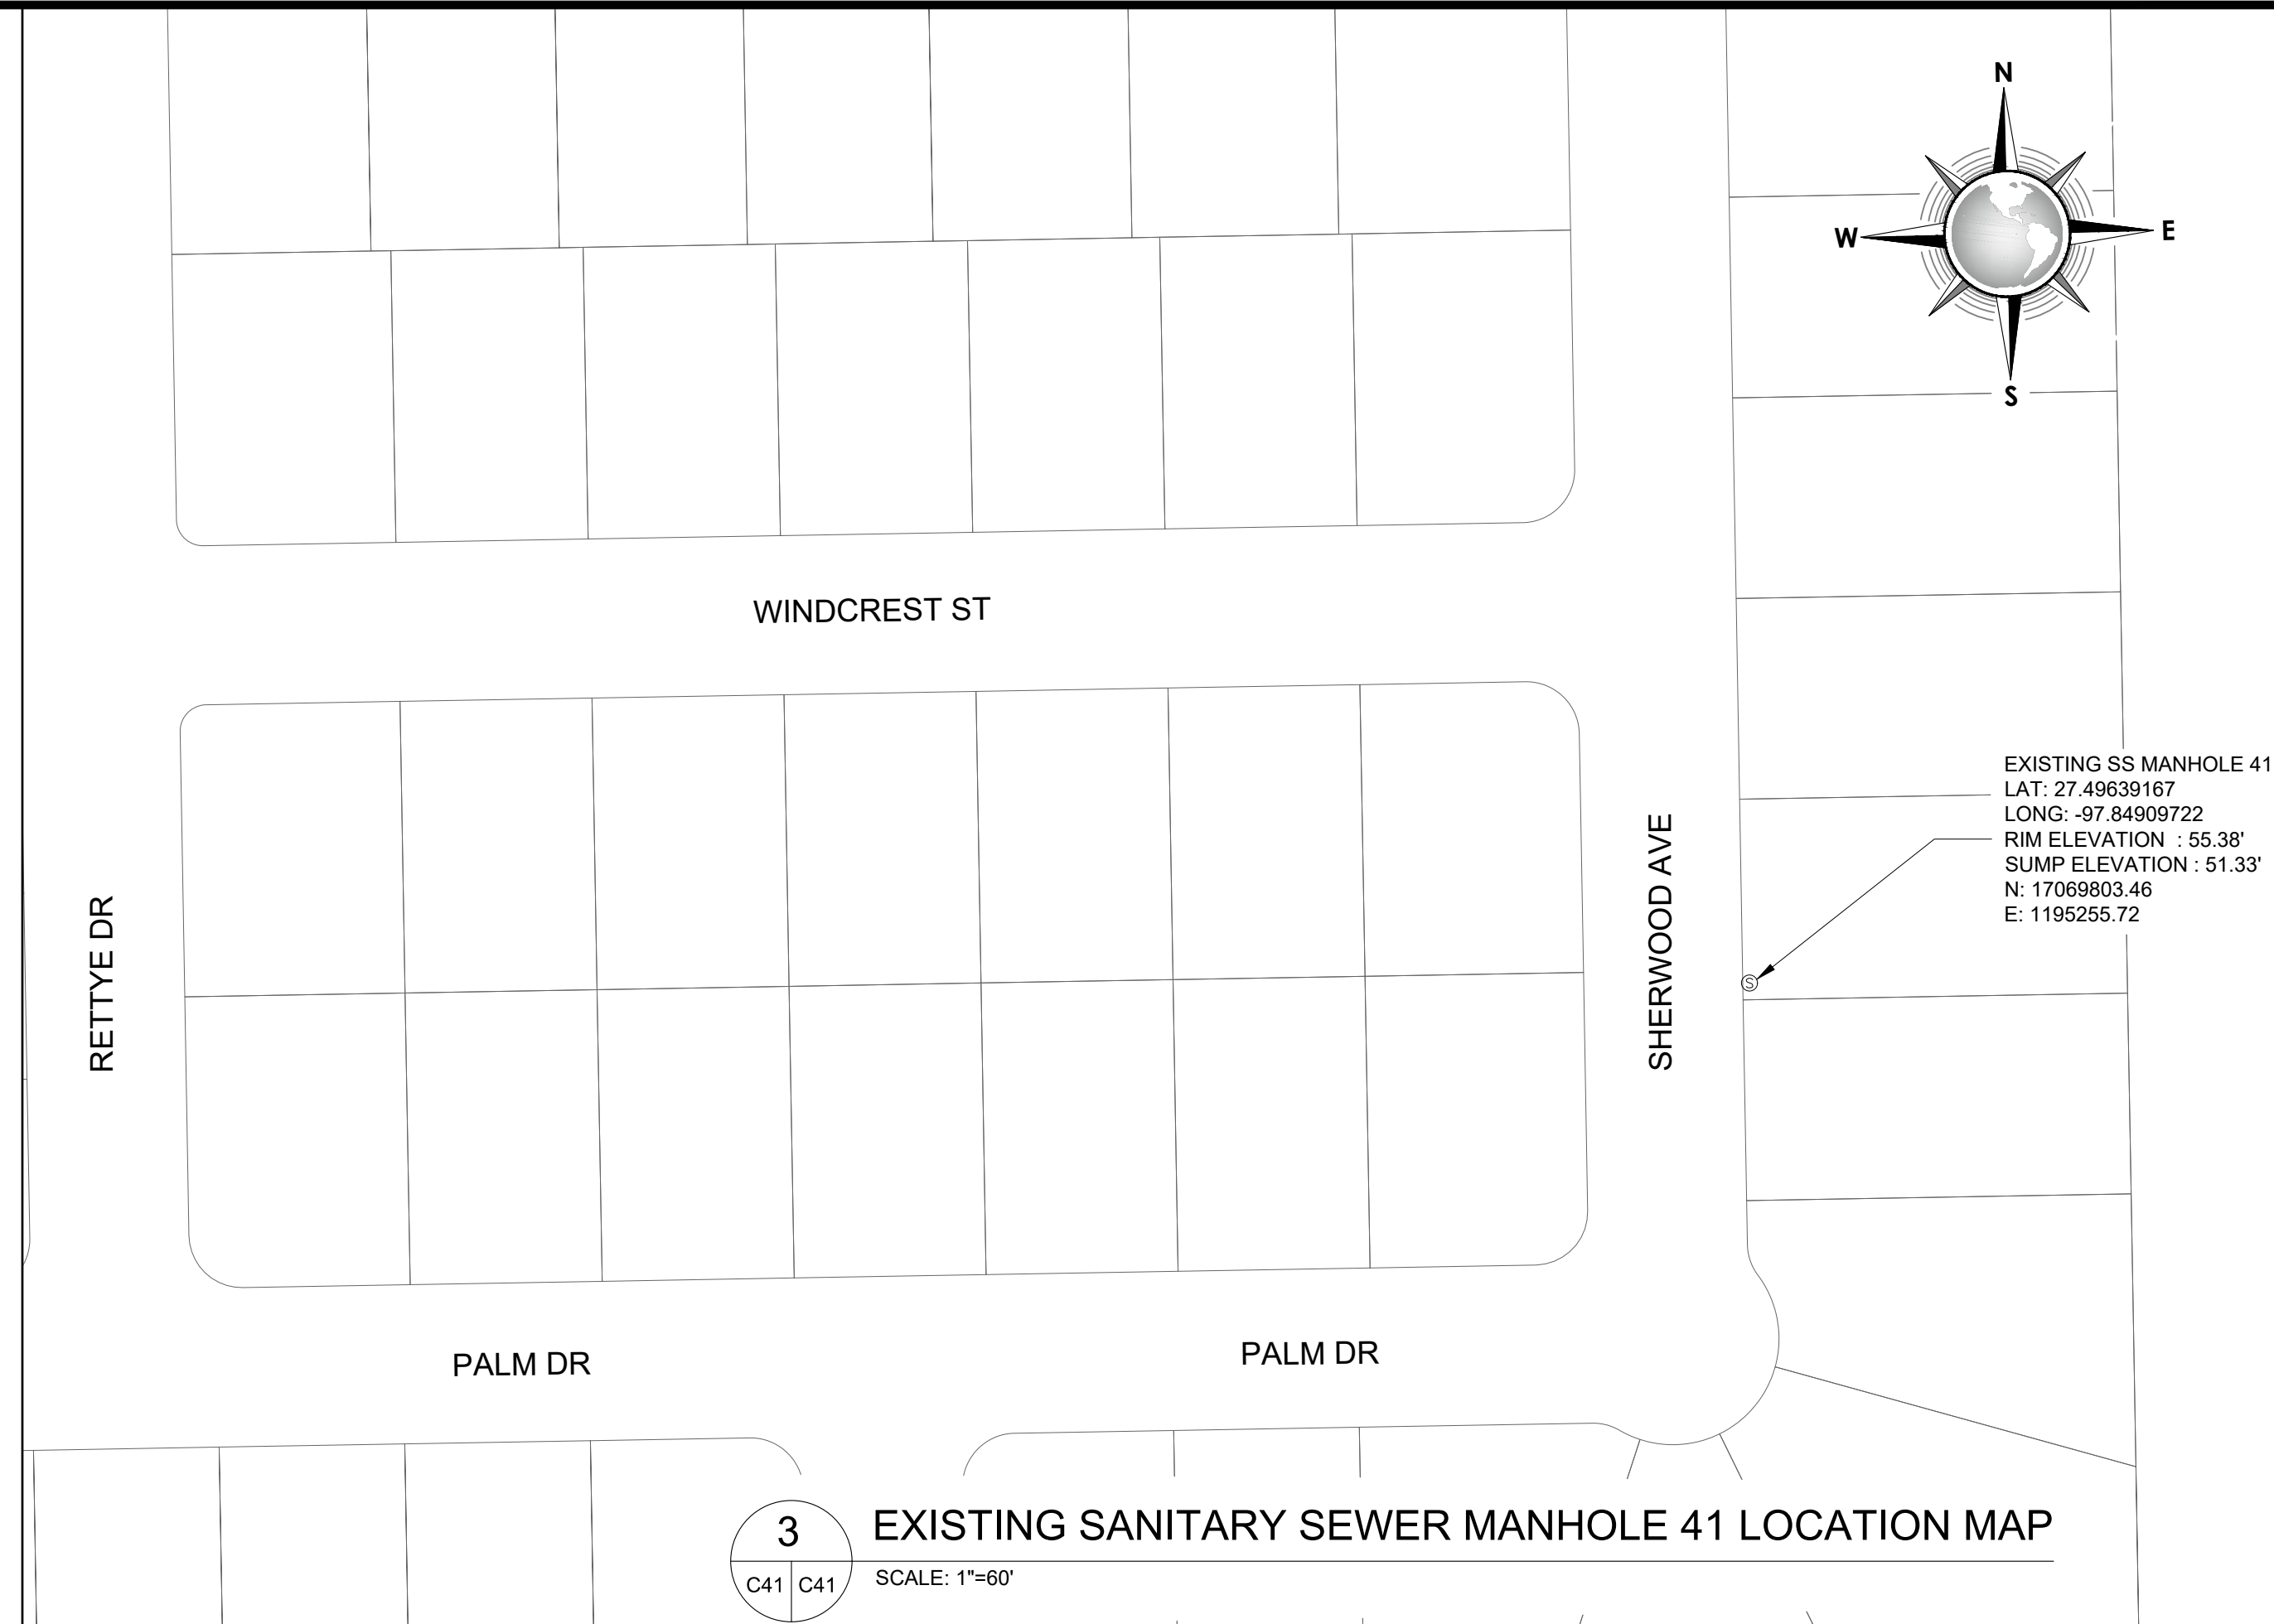 N
W
E
S
WINDCREST ST
EXISTING SS MANHOLE 41
LAT: 27.49639167
LONG: -97.84909722
RIM ELEVATION : 55.38'
SUMP ELEVATION : 51.33'
N: 17069803.46
E: 1195255.72
RETTYE DR
SHERWOOD AVE
S
PALM DR
PALM DR
3
C41
C41
EXISTING SANITARY SEWER MANHOLE 41 LOCATION MAP
SCALE: 1"=60'